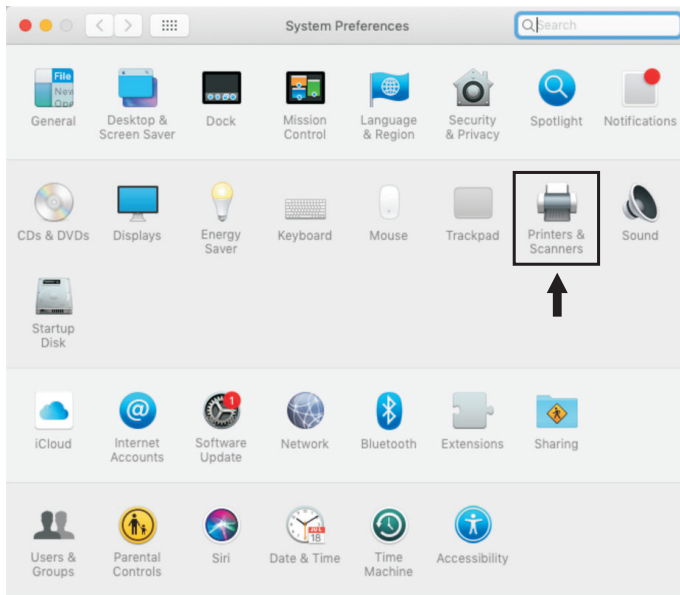 System Preferences
Search
File
New
Ope
General
Desktop &
Screen Saver
Dock
Mission
Control
Language
& Region
Security
& Privacy
Spotlight
Notifications
CDs & DVDs
Displays
Energy
Saver
Keyboard
Mouse
Trackpad
Printers &
Scanners
Sound
Startup
Disk
iCloud
@
Internet
Accounts
1
Software
Update
Network
Bluetooth
Extensions
Sharing
Users &
Groups
Parental
Controls
Siri
JUL
18
Date & Time
Time
Machine
Accessibility